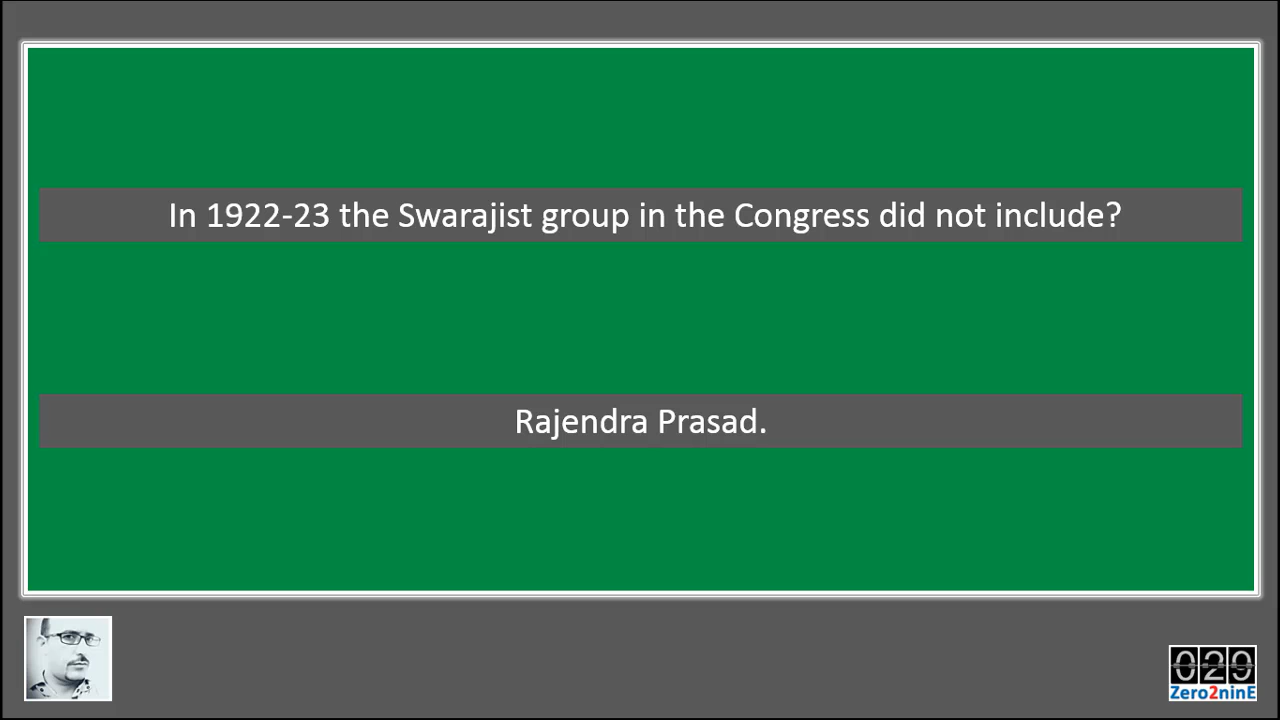 In 1922-23 the Swarajist group in the Congress did not include?
Rajendra Prasad.
029
Zero2ninE